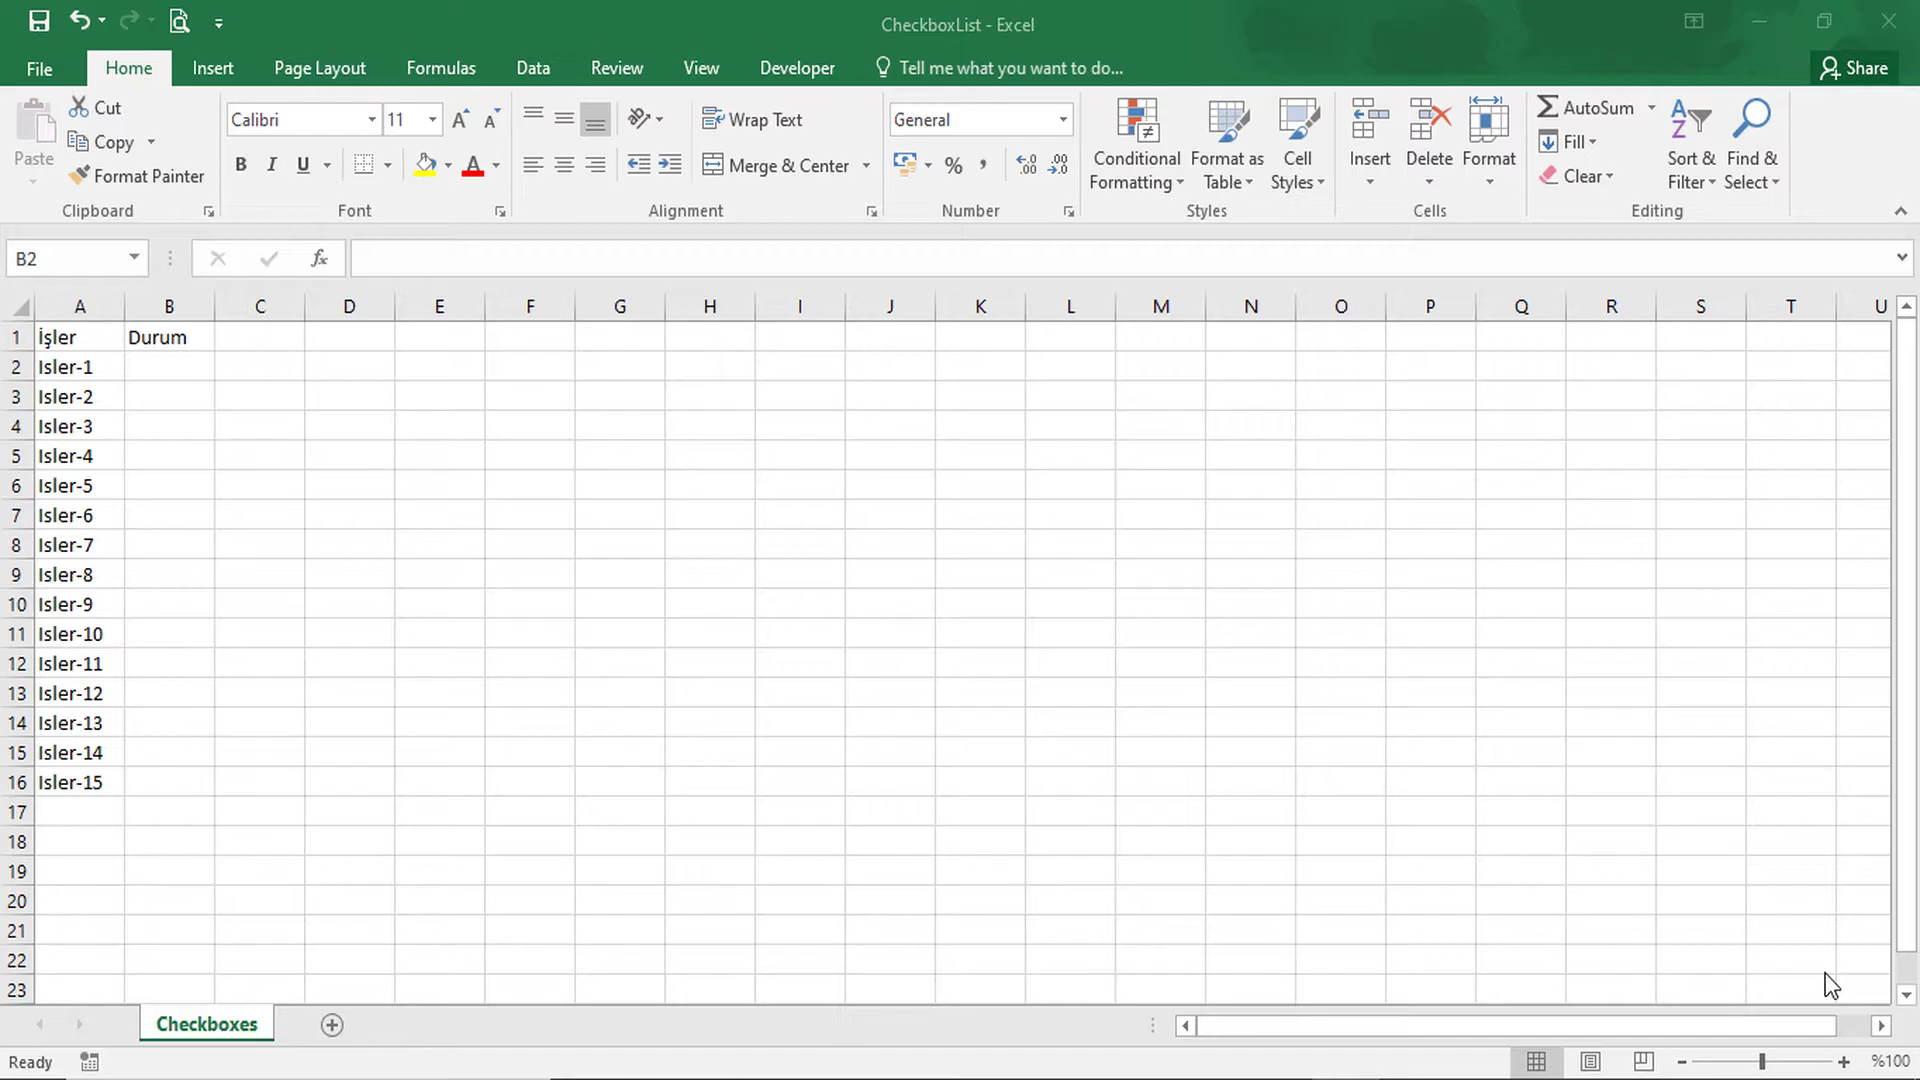 CheckboxList - Excel
File Home Insert Page Layout Formulas Data Review View Developer Tell me what you want to do... Share
Paste Cut Copy Format Painter
Clipboard
Calibri 11
B I U A
Font
Wrap Text
Merge & Center
Alignment
General
% ,
Number
Conditional Formatting
Format as Table
Cell Styles
Styles
Insert Delete Format
Cells
AutoSum
Fill
Clear
Sort & Filter
Find & Select
Editing
B2 fx
A B C D E F G H I J K L M N O P Q R S T U
1 İşler Durum
2 Isler-1
3 Isler-2
4 Isler-3
5 Isler-4
6 Isler-5
7 Isler-6
8 Isler-7
9 Isler-8
10 Isler-9
11 Isler-10
12 Isler-11
13 Isler-12
14 Isler-13
15 Isler-14
16 Isler-15
17
18
19
20
21
22
23
Checkboxes
Ready %100